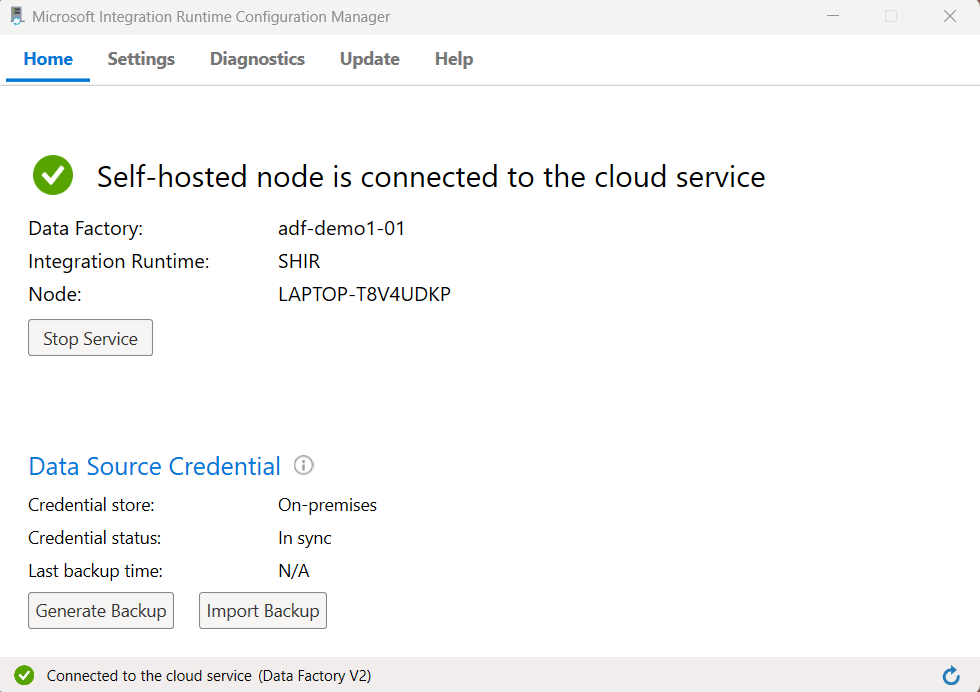 Microsoft Integration Runtime Configuration Manager
Home Settings Diagnostics Update Help
Self-hosted node is connected to the cloud service
Data Factory: adf-demo1-01
Integration Runtime: SHIR
Node: LAPTOP-T8V4UDKP
Stop Service
Data Source Credential
Credential store: On-premises
Credential status: In sync
Last backup time: N/A
Generate Backup Import Backup
Connected to the cloud service (Data Factory V2)